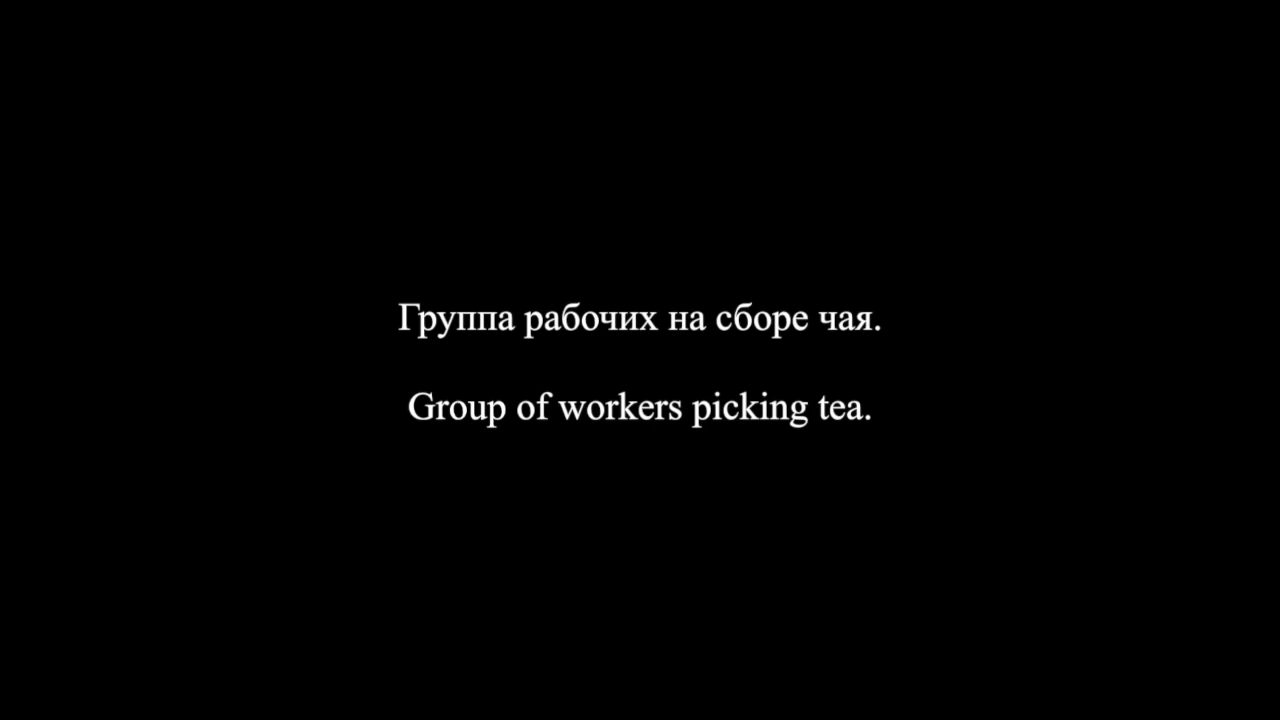 Группа рабочих на сборе чая.
Group of workers picking tea.